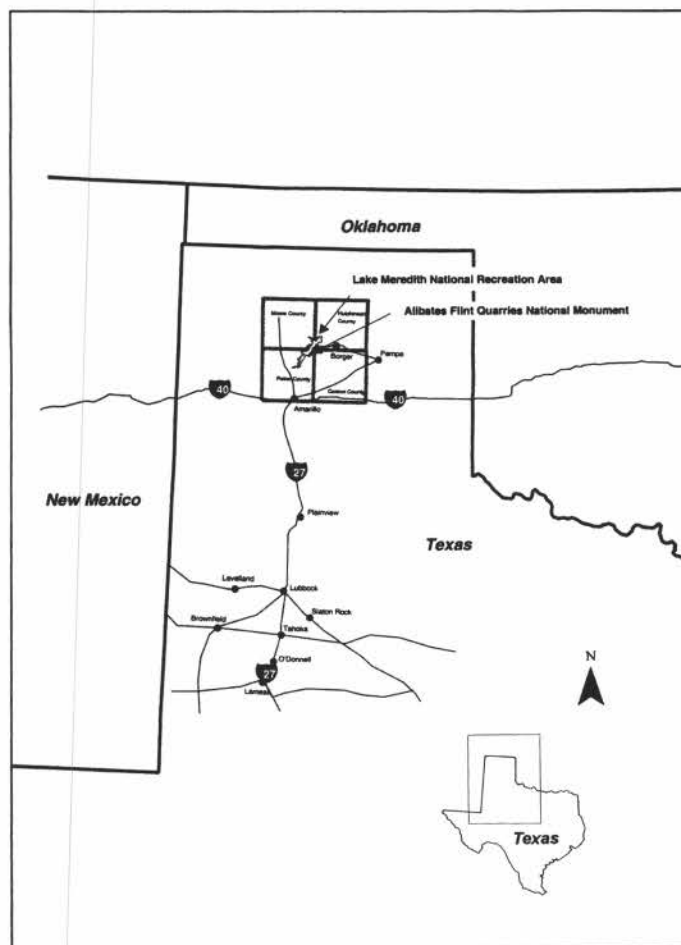 Oklahoma
Lake Meredith National Recreation Area
Moore County
Hutchinson
County
Alibates Flint Quarries National Monument
Borger
Pampa
Potter County
Carson County
40
40
Amarillo
27
New Mexico
Plainview
Texas
Levelland
Lubbock
Slaton Rock
Brownfield
Tahoka
O'Donnell
27
Lamesa
N
Texas